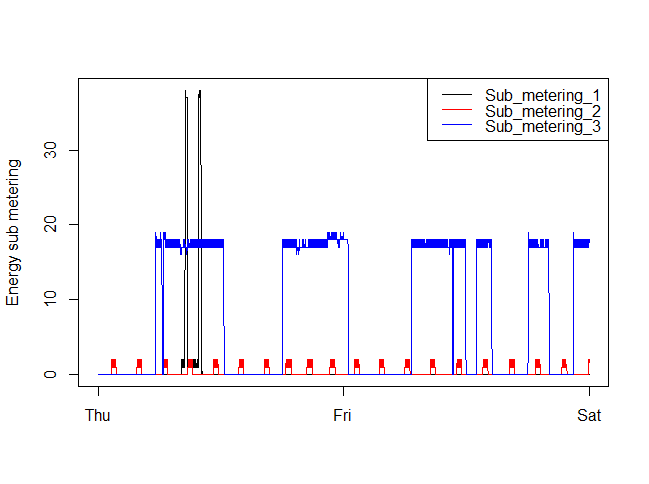 Sub_metering_1
Sub_metering_2
Sub_metering_3
Energy sub metering
30
20
10
0
Thu Fri Sat